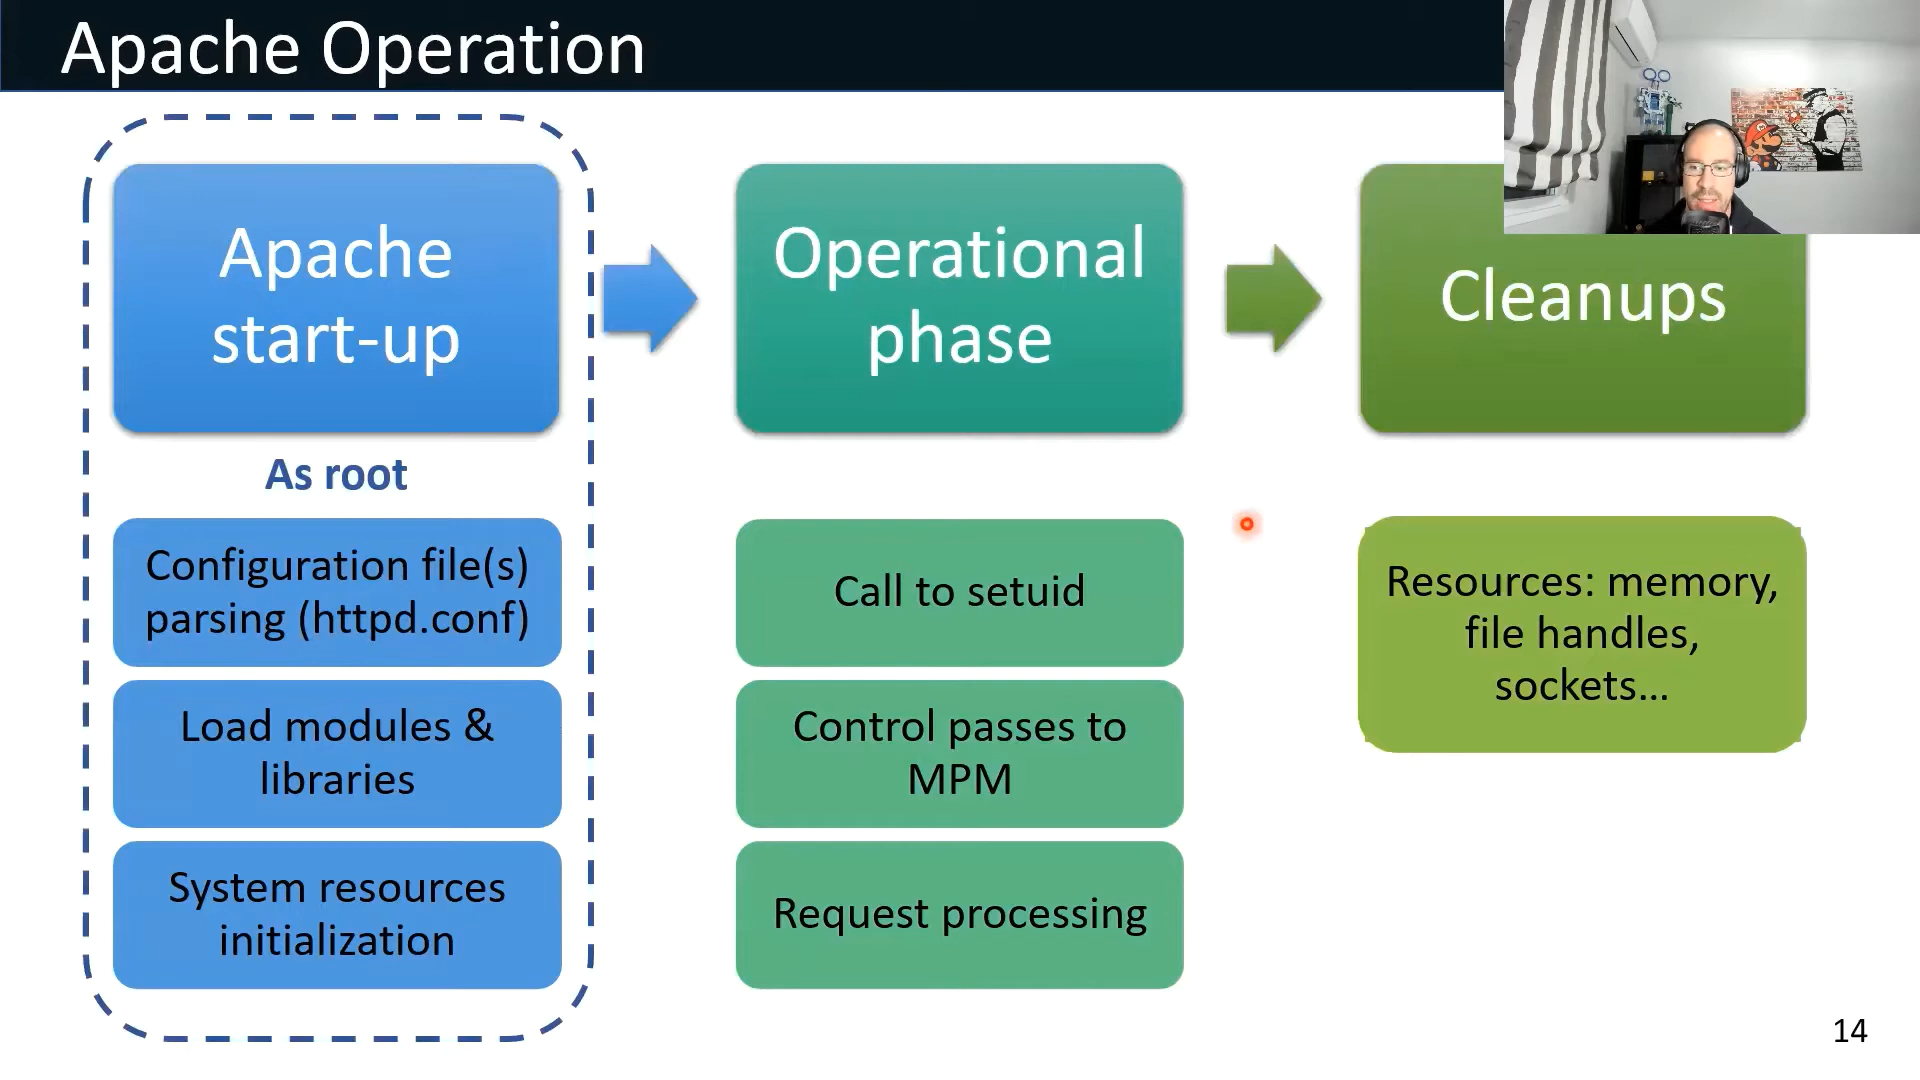 Apache Operation
Apache
start-up
As root
Configuration file(s)
parsing (httpd.conf)
Load modules &
libraries
System resources
initialization
Operational
phase
Call to setuid
Control passes to
MPM
Request processing
Cleanups
Resources: memory,
file handles,
sockets...
14